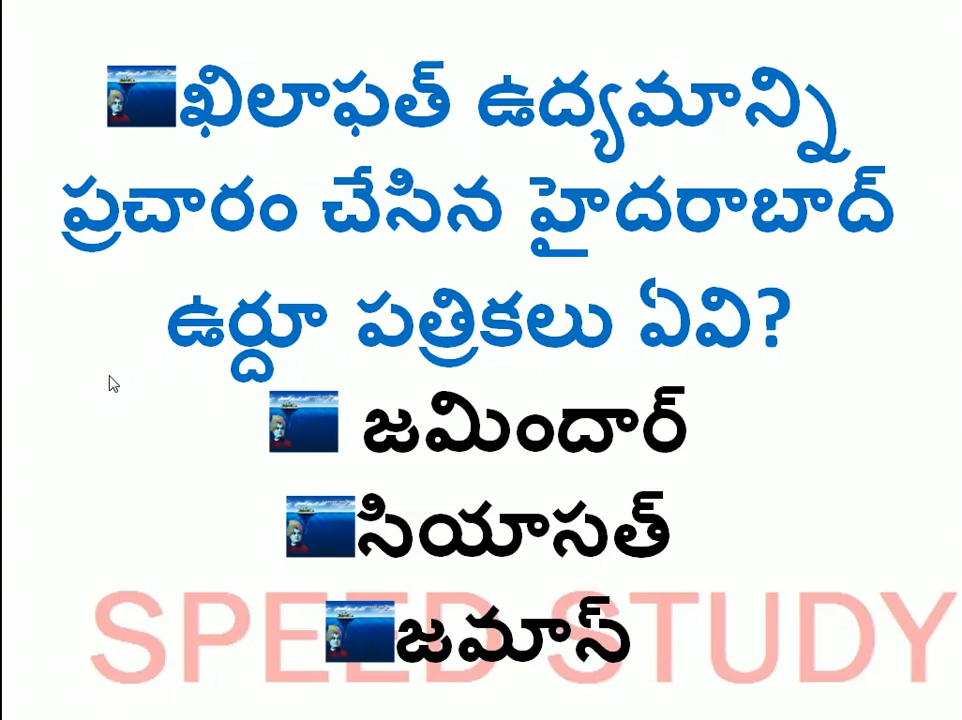 ఖిలాఫత్ ఉద్యమాన్ని
ప్రచారం చేసిన హైదరాబాద్
ఉర్దూ పత్రికలు ఏవి?
జమిందార్
సియాసత్
జమాస్
SPEED STUDY